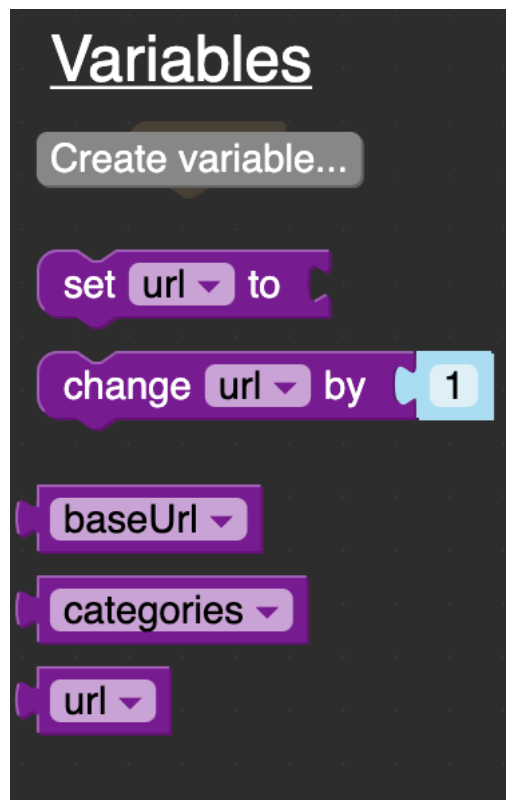 Variables
Create variable...
set url to
change url by 1
baseUrl
categories
url